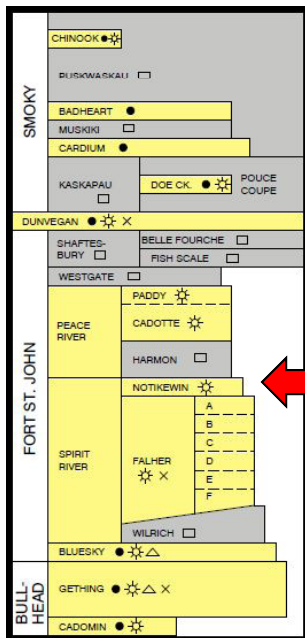 SMOKY
CHINOOK
PUSKWASKAU
BADHEART
MUSKIKI
CARDIUM
KASKAPAU
DOE CK.
POUCE
COUPE
DUNVEGAN
FORT ST. JOHN
SHAFTES-
BURY
BELLE FOURCHE
FISH SCALE
WESTGATE
PEACE
RIVER
PADDY
CADOTTE
HARMON
SPIRIT
RIVER
NOTIKEWIN
FALHER
A
B
C
D
E
F
WILRICH
BLUESKY
BULL-
HEAD
GETHING
CADOMIN